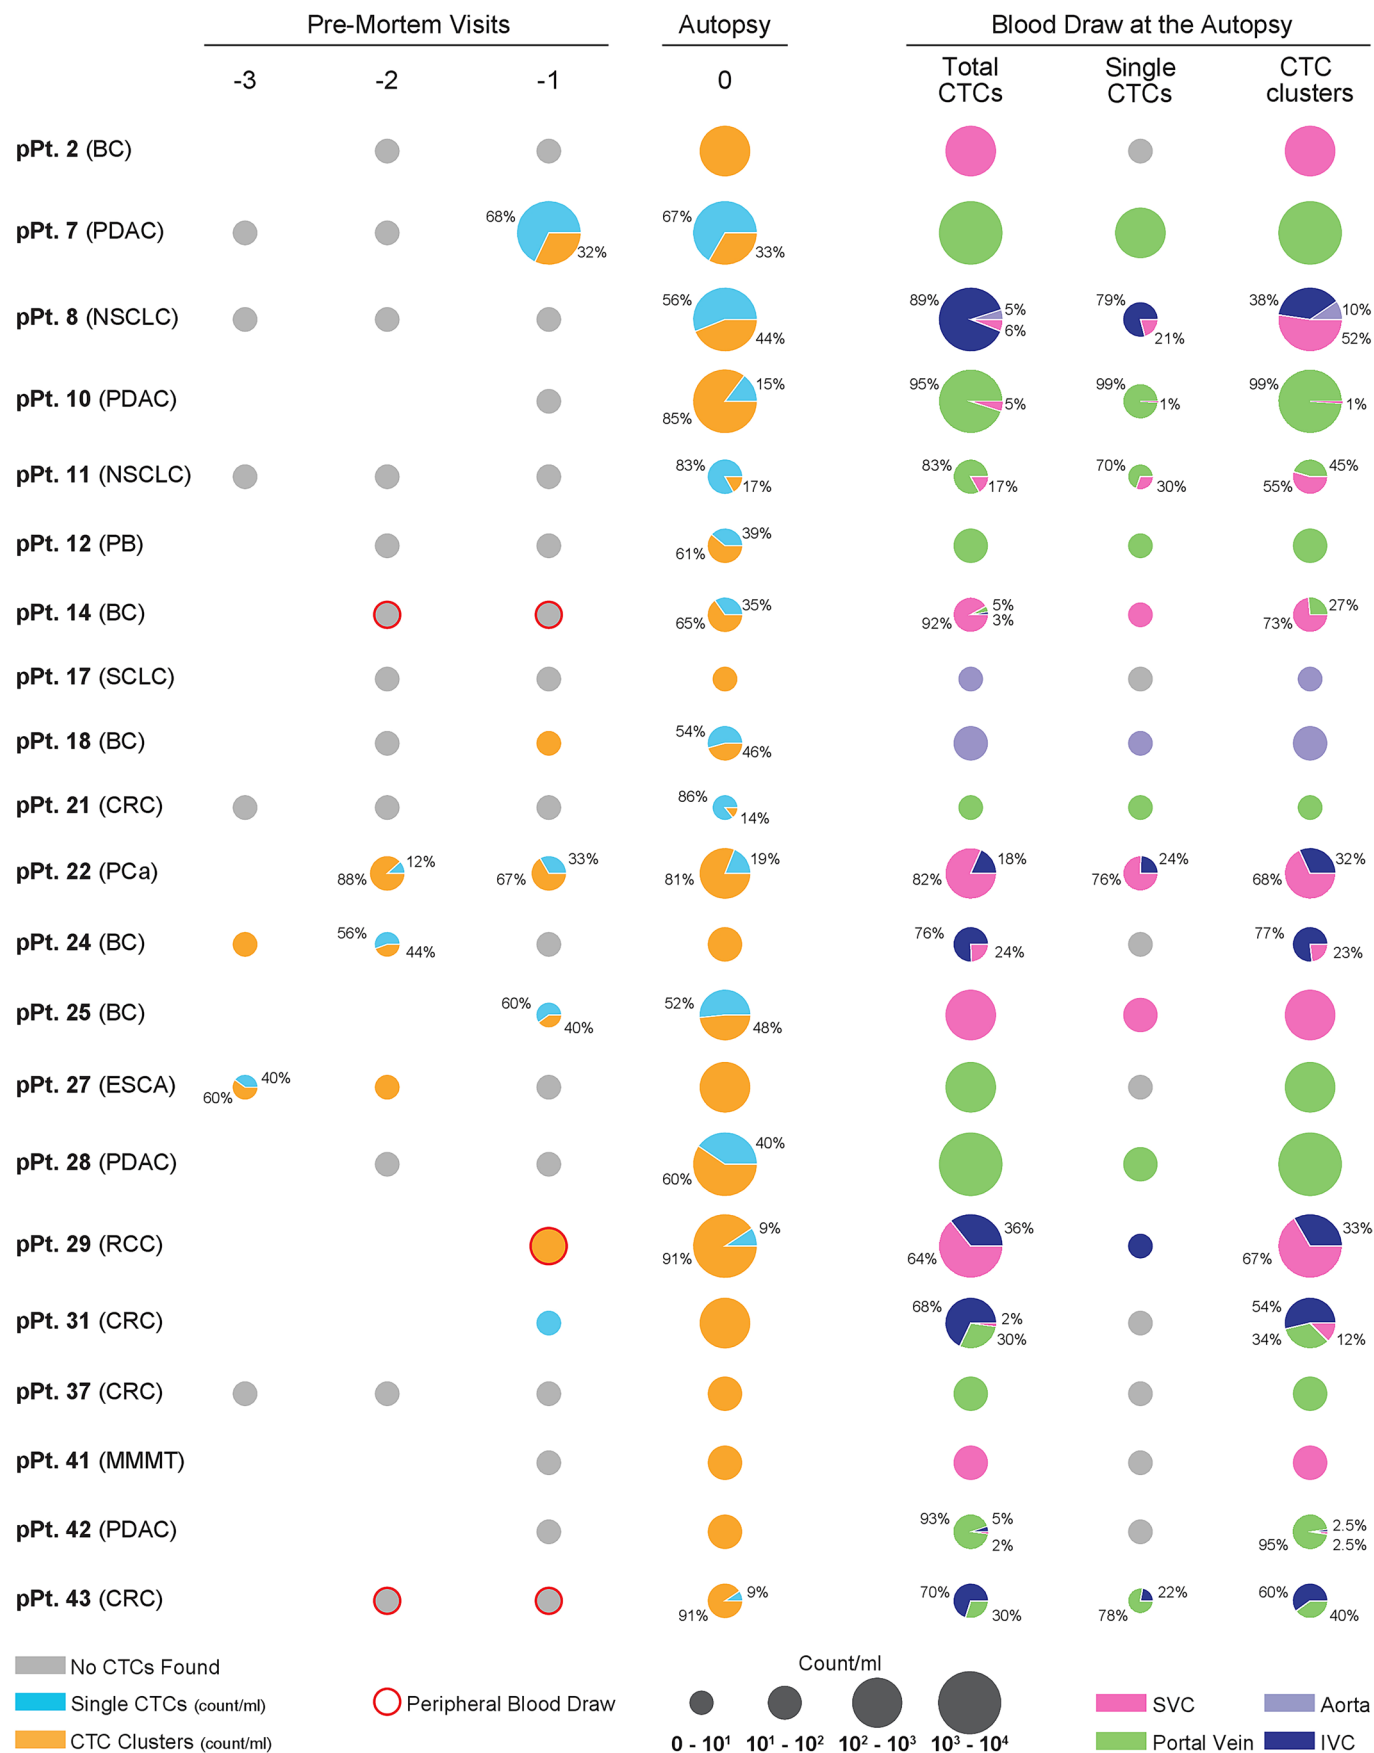 Pre-Mortem Visits Autopsy Blood Draw at the Autopsy
-3 -2 -1 0 Total CTCs Single CTCs CTC clusters
pPt. 2 (BC)
pPt. 7 (PDAC) 68% 32% 67% 33%
pPt. 8 (NSCLC) 56% 44% 89% 5% 6% 79% 21% 38% 10% 52%
pPt. 10 (PDAC) 15% 85% 95% 5% 99% 1% 99% 1%
pPt. 11 (NSCLC) 83% 17% 83% 17% 70% 30% 45% 55%
pPt. 12 (PB) 39% 61%
pPt. 14 (BC) 35% 65% 5% 92% 3% 27% 73%
pPt. 17 (SCLC)
pPt. 18 (BC) 54% 46%
pPt. 21 (CRC) 86% 14%
pPt. 22 (PCa) 12% 88% 33% 67% 19% 81% 18% 82% 24% 76% 32% 68%
pPt. 24 (BC) 56% 44% 76% 24% 77% 23%
pPt. 25 (BC) 60% 40% 52% 48%
pPt. 27 (ESCA) 40% 60%
pPt. 28 (PDAC) 40% 60%
pPt. 29 (RCC) 9% 91% 36% 64% 33% 67%
pPt. 31 (CRC) 68% 2% 30% 54% 34% 12%
pPt. 37 (CRC)
pPt. 41 (MMMT)
pPt. 42 (PDAC) 93% 5% 2% 2.5% 95% 2.5%
pPt. 43 (CRC) 9% 91% 70% 30% 22% 78% 60% 40%
No CTCs Found
Single CTCs (count/ml)
CTC Clusters (count/ml)
Peripheral Blood Draw
Count/ml
0 - 10¹ 10¹ - 10² 10² - 10³ 10³ - 10⁴
SVC Aorta
Portal Vein IVC